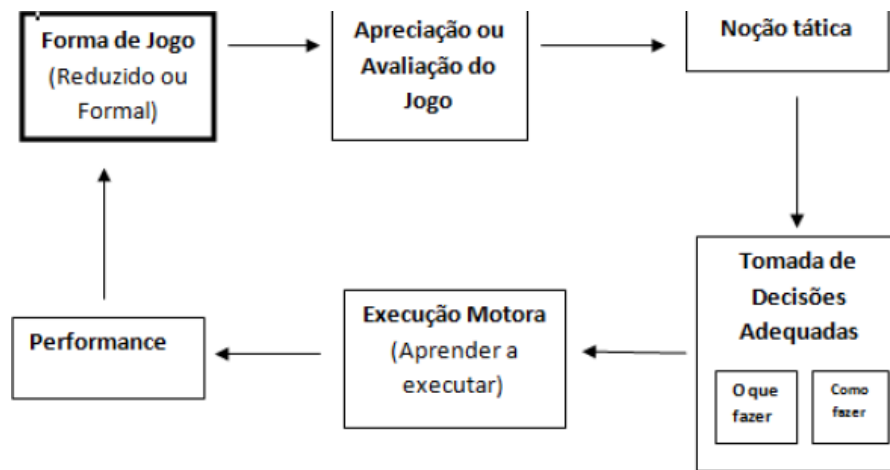 Forma de Jogo
(Reduzido ou
Formal)
Apreciação ou
Avaliação do
Jogo
Noção tática
Tomada de
Decisões
Adequadas
O que
fazer
Como
fazer
Execução Motora
(Aprender a
executar)
Performance